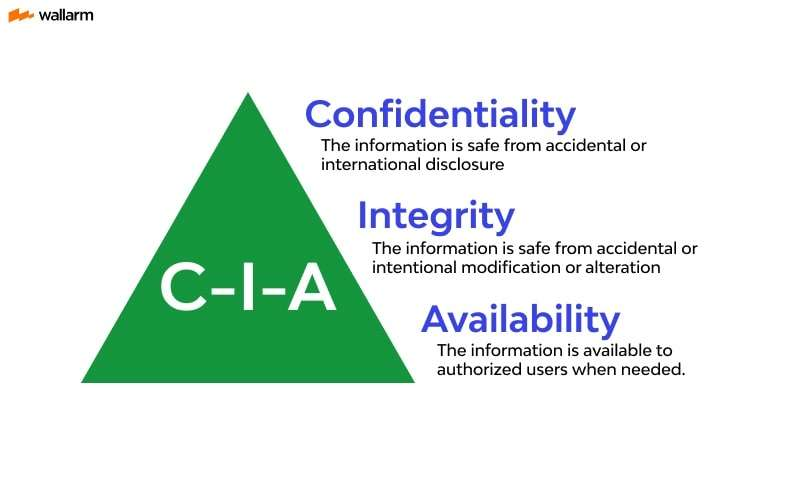 wallarm
Confidentiality
The information is safe from accidental or
international disclosure
Integrity
The information is safe from accidental or
intentional modification or alteration
C-I-A
Availability
The information is available to
authorized users when needed.